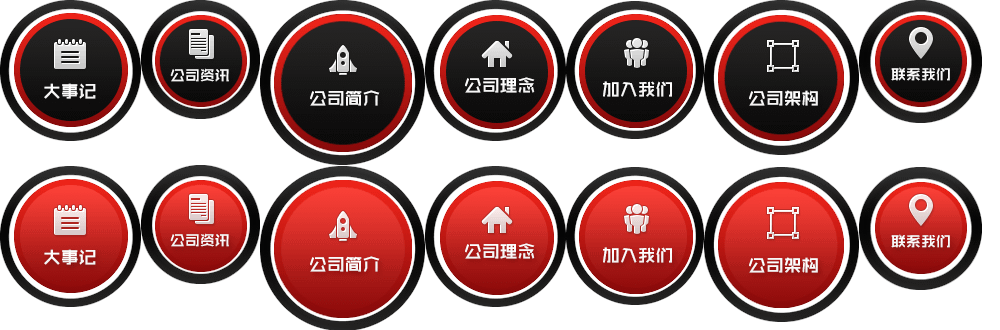 大事记
公司资讯
公司简介
公司理念
加入我们
公司架构
联系我们
大事记
公司资讯
公司简介
公司理念
加入我们
公司架构
联系我们